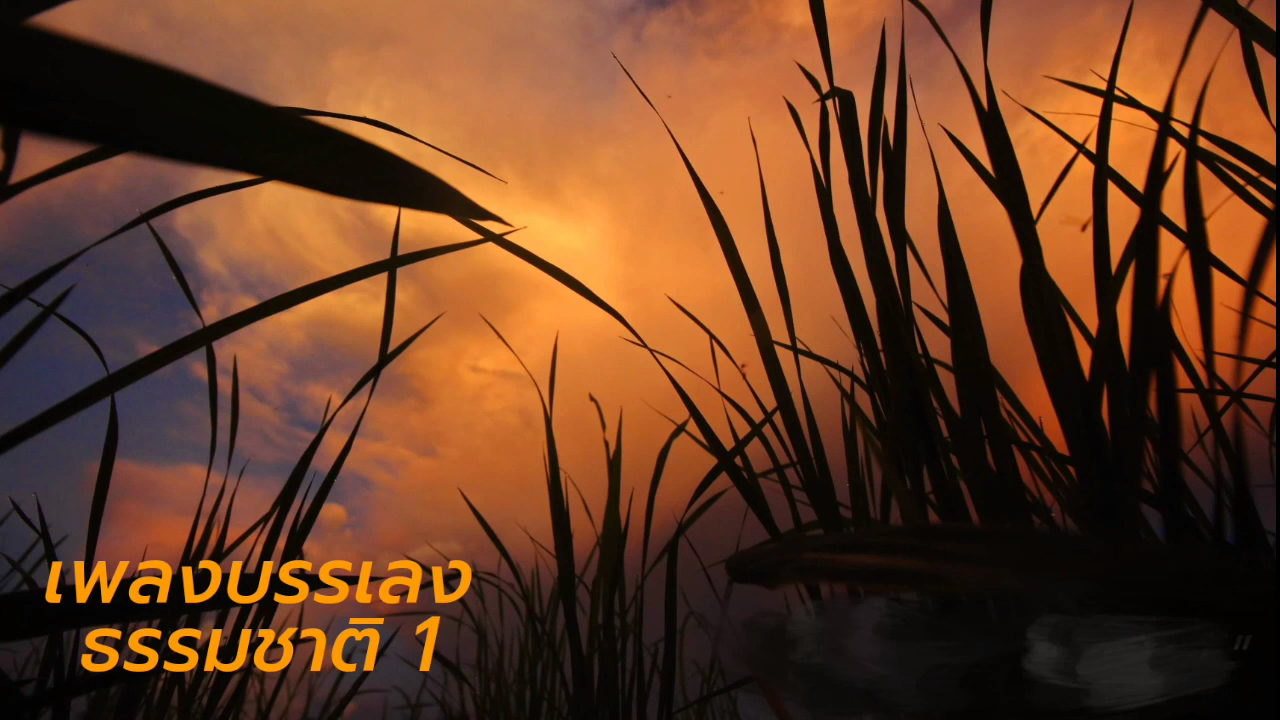 เพลงบรรเลง
ธรรมชาติ 1
"